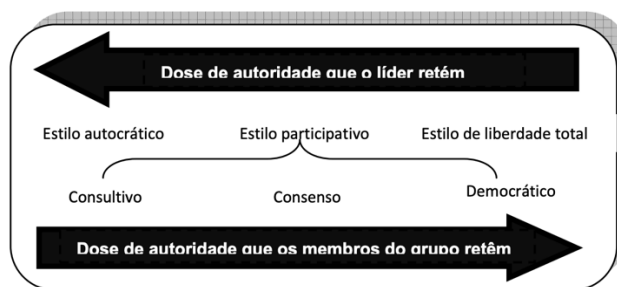 Dose de autoridade que o líder retém
Estilo autocrático Estilo participativo Estilo de liberdade total
Consultivo Consenso Democrático
Dose de autoridade que os membros do grupo retêm